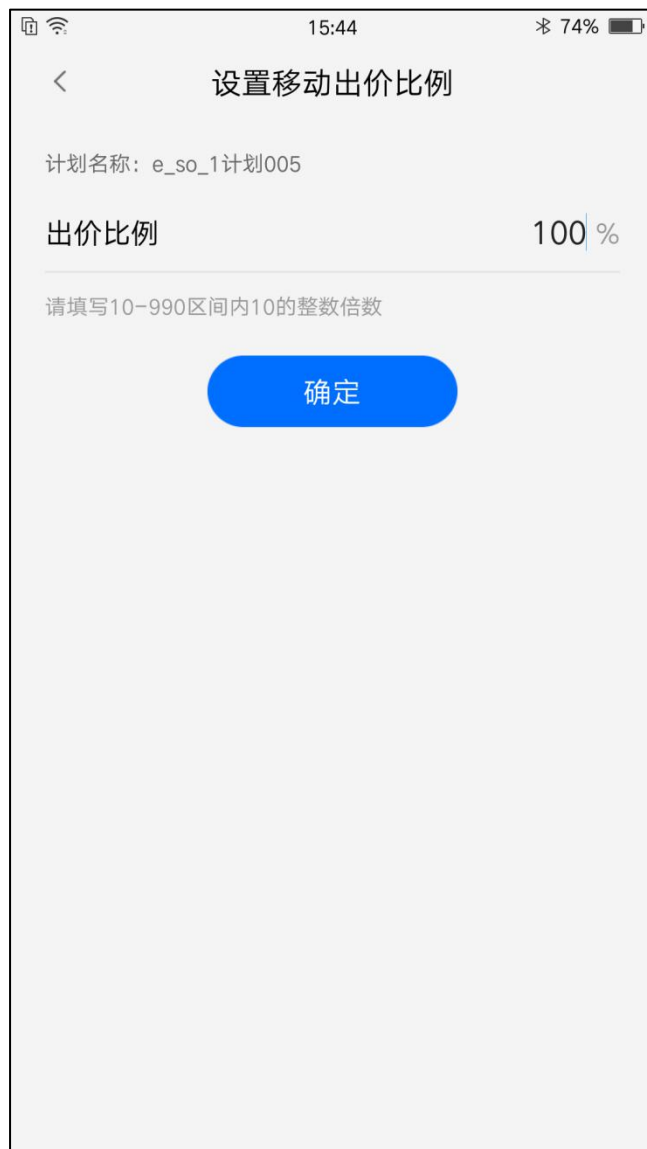 15:44
74%
设置移动出价比例
计划名称：e_so_1计划005
出价比例
100 %
请填写10-990区间内10的整数倍数
确定